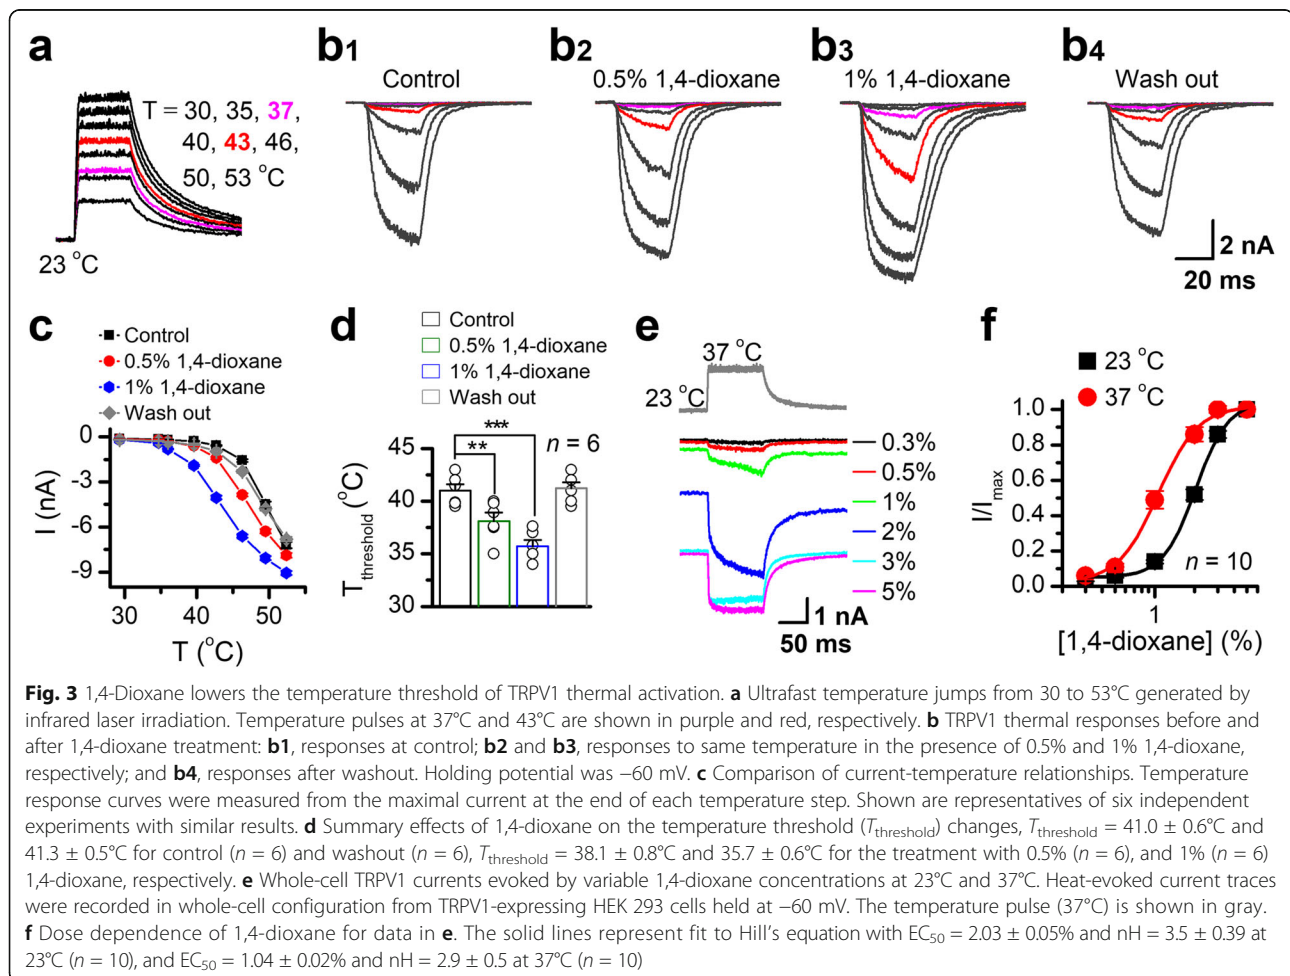 a
T = 30, 35, 37,
40, 43, 46,
50, 53 °C
23 °C
b1
Control
b2
0.5% 1,4-dioxane
b3
1% 1,4-dioxane
b4
Wash out
2 nA
20 ms
c
Control
0.5% 1,4-dioxane
1% 1,4-dioxane
Wash out
0
-3
-6
-9
I (nA)
30 40 50
T (°C)
d
Control
0.5% 1,4-dioxane
1% 1,4-dioxane
Wash out
***
**
n = 6
45
40
35
30
T threshold (°C)
e
37 °C
23 °C
0.3%
0.5%
1%
2%
3%
5%
1 nA
50 ms
f
23 °C
37 °C
1.0
0.8
0.6
0.4
0.2
0.0
I/Imax
n = 10
1
[1,4-dioxane] (%)
Fig. 3 1,4-Dioxane lowers the temperature threshold of TRPV1 thermal activation. a Ultrafast temperature jumps from 30 to 53°C generated by
infrared laser irradiation. Temperature pulses at 37°C and 43°C are shown in purple and red, respectively. b TRPV1 thermal responses before and
after 1,4-dioxane treatment: b1, responses at control; b2 and b3, responses to same temperature in the presence of 0.5% and 1% 1,4-dioxane,
respectively; and b4, responses after washout. Holding potential was −60 mV. c Comparison of current-temperature relationships. Temperature
response curves were measured from the maximal current at the end of each temperature step. Shown are representatives of six independent
experiments with similar results. d Summary effects of 1,4-dioxane on the temperature threshold (Tthreshold) changes, Tthreshold = 41.0 ± 0.6°C and
41.3 ± 0.5°C for control (n = 6) and washout (n = 6), Tthreshold = 38.1 ± 0.8°C and 35.7 ± 0.6°C for the treatment with 0.5% (n = 6), and 1% (n = 6)
1,4-dioxane, respectively. e Whole-cell TRPV1 currents evoked by variable 1,4-dioxane concentrations at 23°C and 37°C. Heat-evoked current traces
were recorded in whole-cell configuration from TRPV1-expressing HEK 293 cells held at −60 mV. The temperature pulse (37°C) is shown in gray.
f Dose dependence of 1,4-dioxane for data in e. The solid lines represent fit to Hill's equation with EC50 = 2.03 ± 0.05% and nH = 3.5 ± 0.39 at
23°C (n = 10), and EC50 = 1.04 ± 0.02% and nH = 2.9 ± 0.5 at 37°C (n = 10)